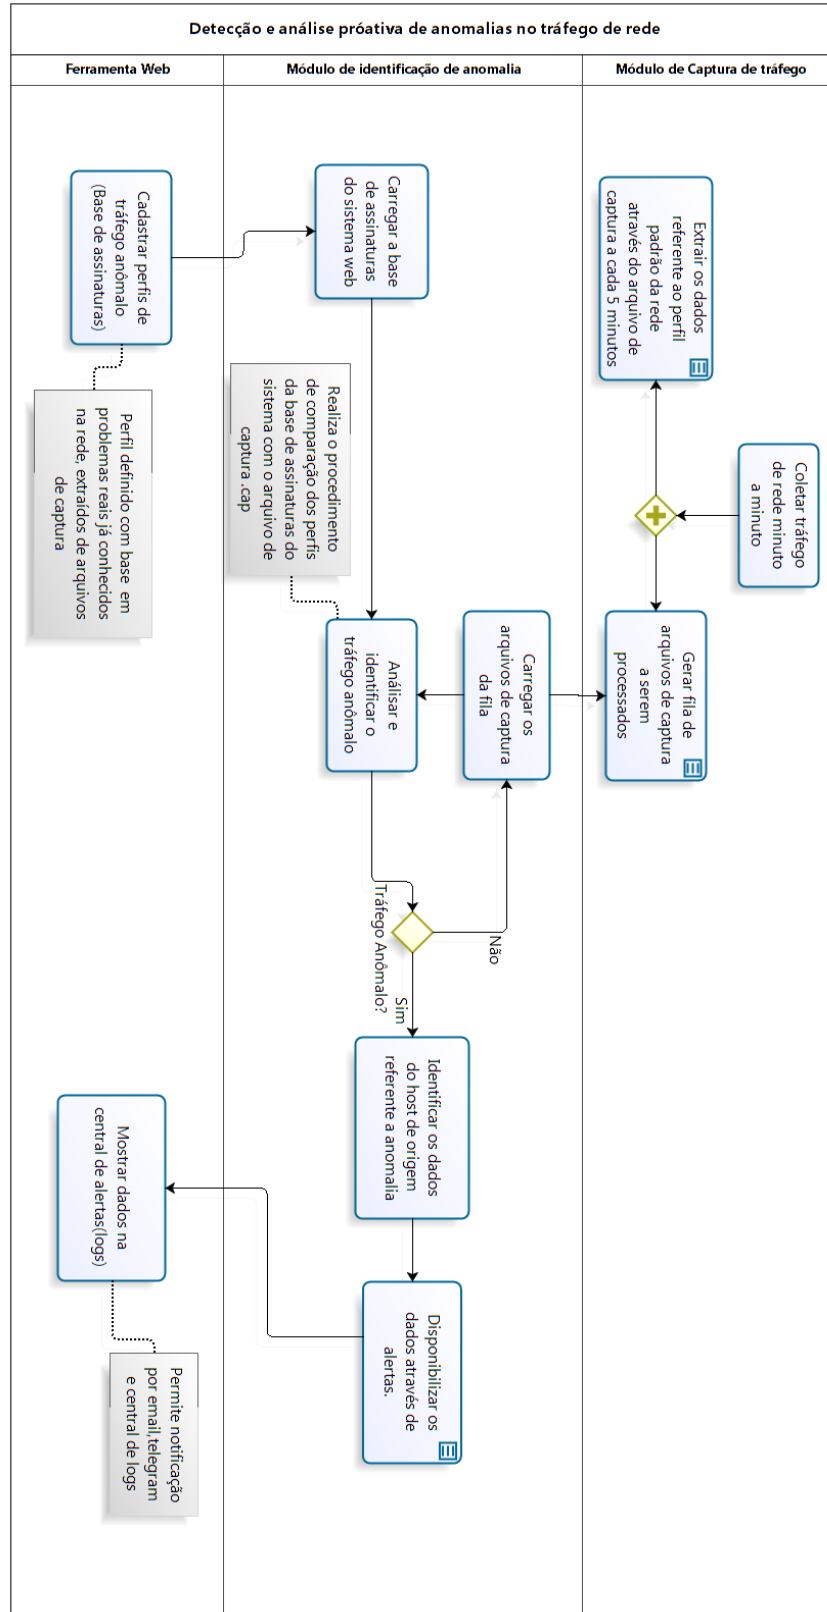 Detecção e análise próativa de anomalias no tráfego de rede
Ferramenta Web
Módulo de identificação de anomalia
Módulo de Captura de tráfego
Cadastrar perfis de
tráfego anômalo
(Base de assinaturas)
Perfil definido com base em
problemas reais já conhecidos
na rede, extraídos de arquivos
de captura
Carregar a base
de assinaturas
do sistema web
Realiza o procedimento
de comparação dos perfis
da base de assinaturas do
sistema com o arquivo de
captura .cap
Extrair os dados
referente ao perfil
padrão da rede
através do arquivo de
captura a cada 5 minutos
Coletar tráfego
de rede minuto
a minuto
Gerar fila de
arquivos de captura
a serem
processados
Carregar os
arquivos de captura
da fila
Análisar e
identificar o
tráfego anômalo
Tráfego Anômalo?
Não
Sim
Identificar os dados
do host de origem
referente a anomalia
Disponibilizar os
dados através de
alertas.
Mostrar dados na
central de alertas(logs)
Permite notificação
por email,telegram
e central de logs